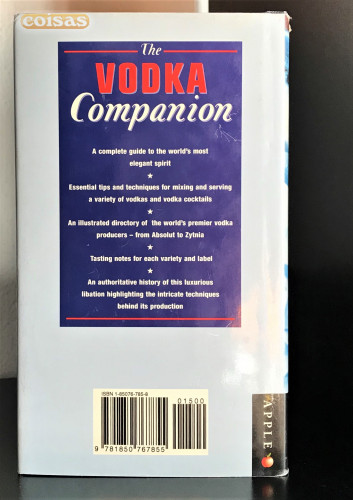 coisas
The
VODKA
Companion
A complete guide to the world's most
elegant spirit
★
Essential tips and techniques for mixing and serving
a variety of vodkas and vodka cocktails
★
An illustrated directory of the world's premier vodka
producers – from Absolut to Zytnia
★
Tasting notes for each variety and label
★
An authoritative history of this luxurious
libation highlighting the intricate techniques
behind its production
ISBN 1-85076-785-8
01500
9 781850 767855
APPLE